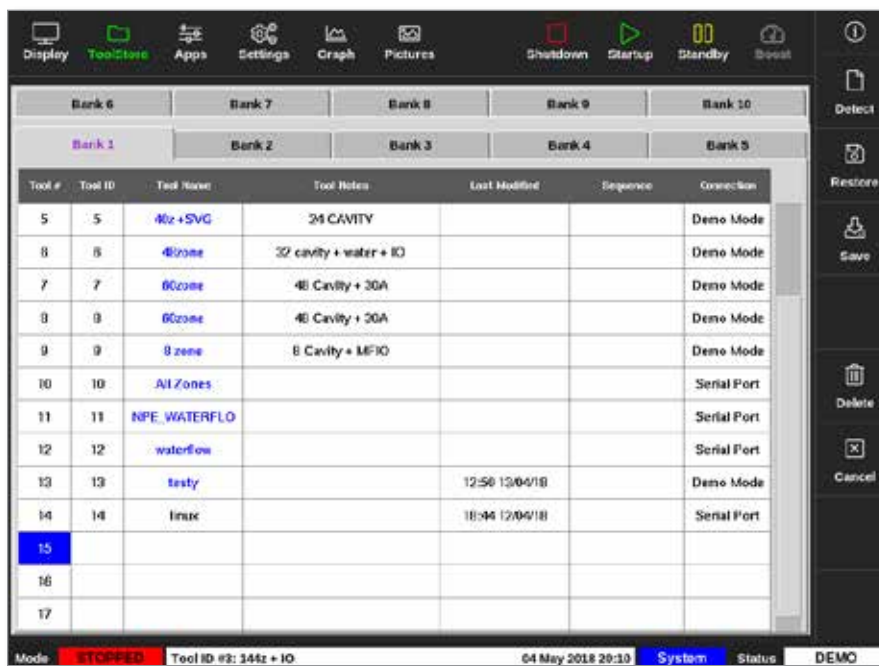 Display ToolStore Apps Settings Graph Pictures Shutdown Startup Standby Boost
Detect
Restore
Save
Delete
Cancel
Bank 6 Bank 7 Bank 8 Bank 9 Bank 10
Bank 1 Bank 2 Bank 3 Bank 4 Bank 5
Tool # Tool ID Tool Name Tool Notes Last Modified Sequence Connection
5 5 40z +SVG 24 CAVITY Demo Mode
6 6 48zone 32 cavity + water + IO Demo Mode
7 7 60zone 48 Cavity + 30A Demo Mode
8 8 60zone 48 Cavity + 30A Demo Mode
9 9 8 zone 8 Cavity + MFIO Demo Mode
10 10 All Zones Serial Port
11 11 NPE_WATERFLO Serial Port
12 12 waterflow Serial Port
13 13 testy 12:50 13/04/18 Demo Mode
14 14 linux 18:44 12/04/18 Serial Port
15
16
17
Mode STOPPED Tool ID #3: 144z + IO 04 May 2018 20:10 System Status DEMO